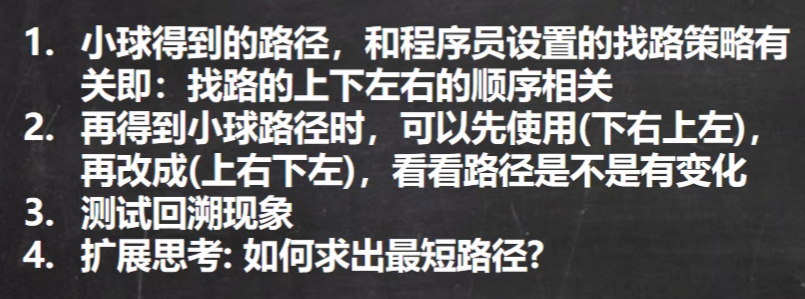 1. 小球得到的路径，和程序员设置的找路策略有
关即：找路的上下左右的顺序相关
2. 再得到小球路径时，可以先使用(下右上左)，
再改成(上右下左)，看看路径是不是有变化
3. 测试回溯现象
4. 扩展思考: 如何求出最短路径?